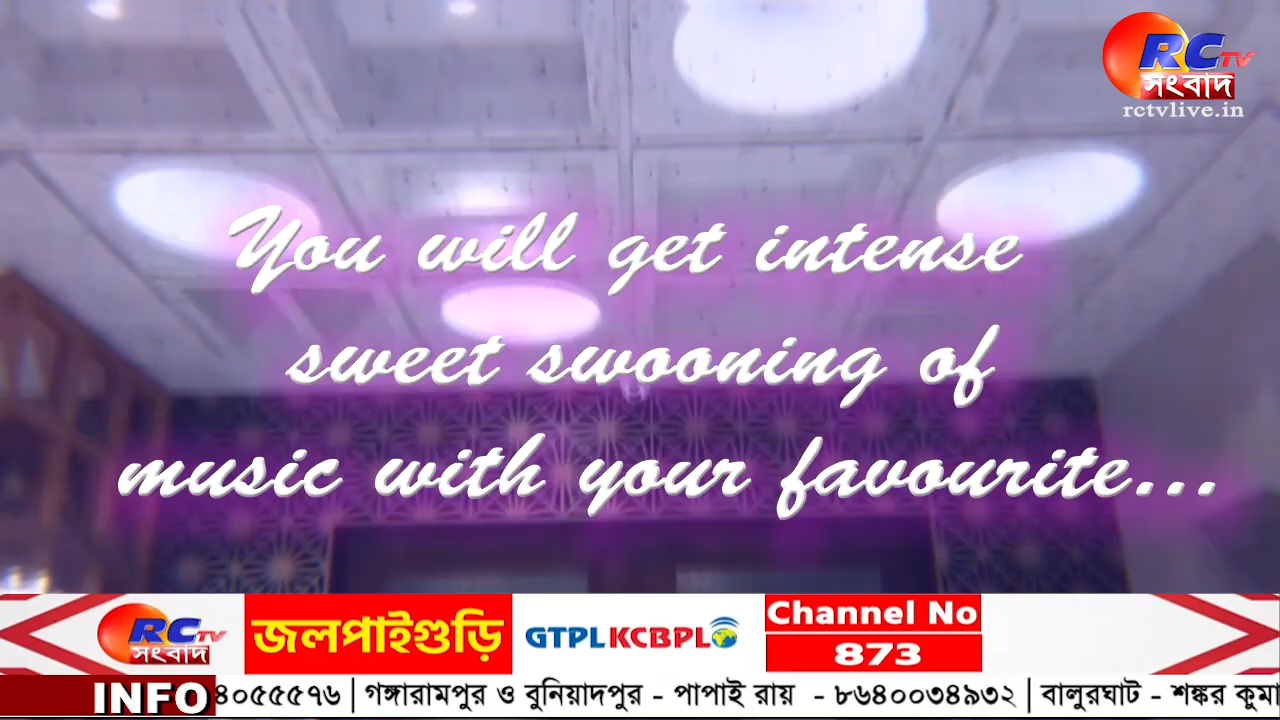 RC TV
সংবাদ
rctvlive.in
You will get intense
sweet swooning of
music with your favourite...
RC TV
সংবাদ
জলপাইগুড়ি
GTPL KCBPL
Channel No
873
INFO ৪০৫৫৫৭৬ | গঙ্গারামপুর ও বুনিয়াদপুর - পাপাই রায় - ৮৬৪০০৩৪৯৩২ | বালুরঘাট - শঙ্কর কুমা